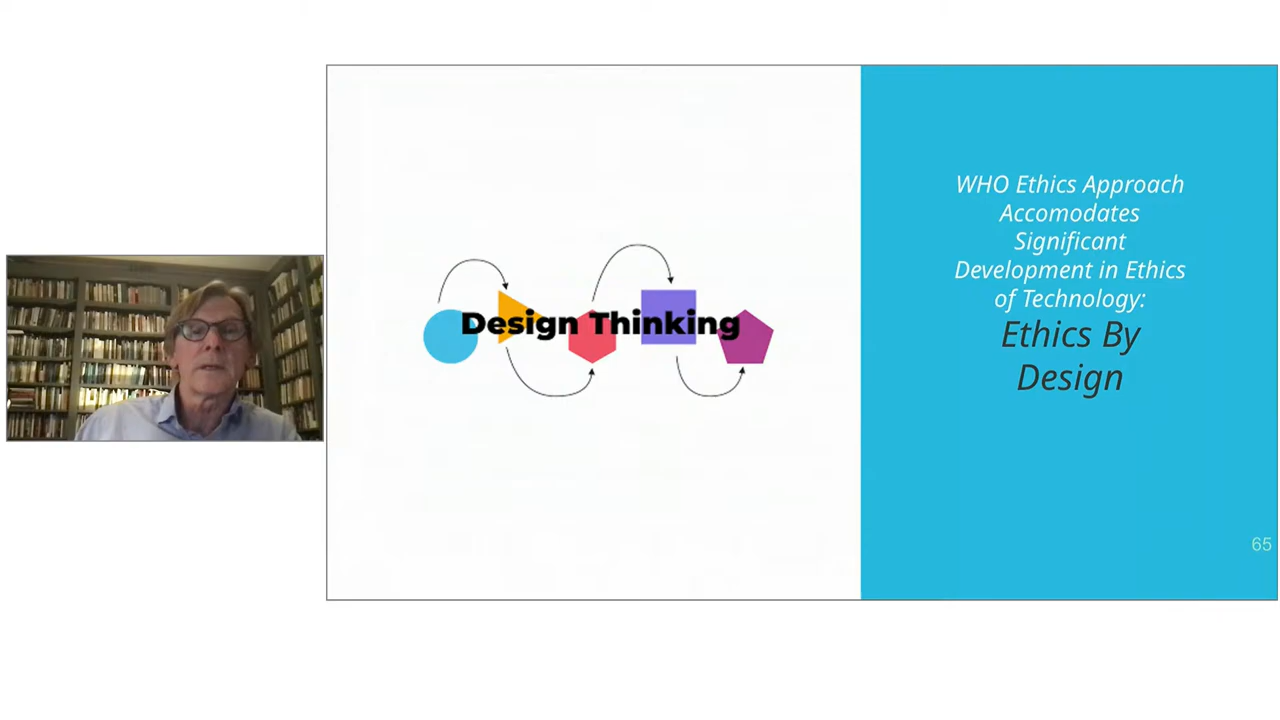 Design Thinking
WHO Ethics Approach
Accomodates
Significant
Development in Ethics
of Technology:
Ethics By
Design
65